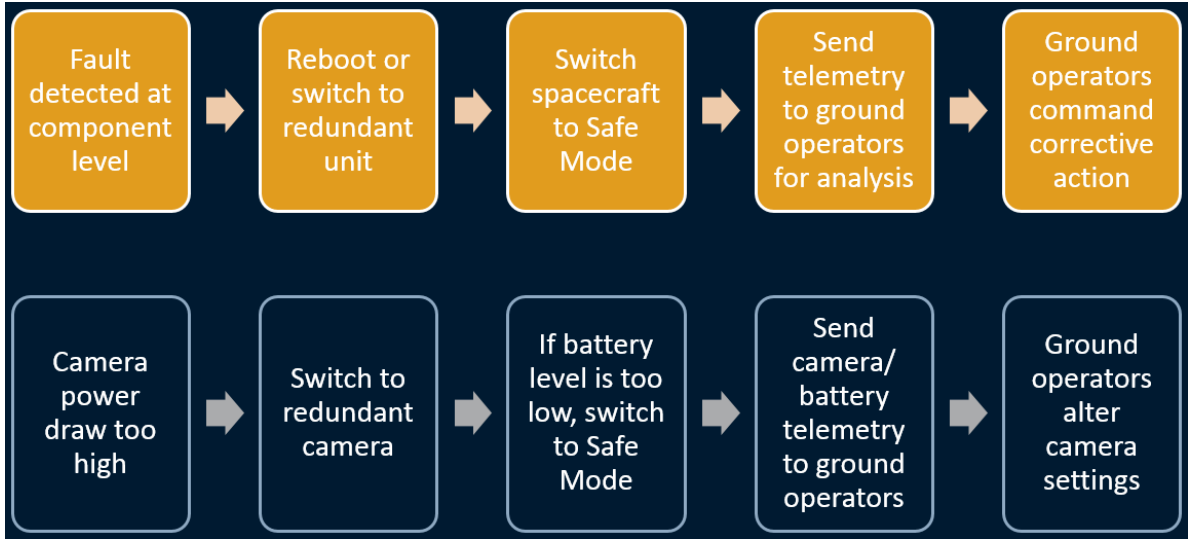 Fault
detected at
component
level
Reboot or
switch to
redundant
unit
Switch
spacecraft
to Safe
Mode
Send
telemetry
to ground
operators
for analysis
Ground
operators
command
corrective
action
Camera
power
draw too
high
Switch to
redundant
camera
If battery
level is too
low, switch
to Safe
Mode
Send
camera/
battery
telemetry
to ground
operators
Ground
operators
alter
camera
settings